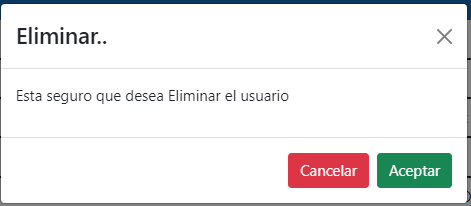 Eliminar..
Esta seguro que desea Eliminar el usuario
Cancelar Aceptar